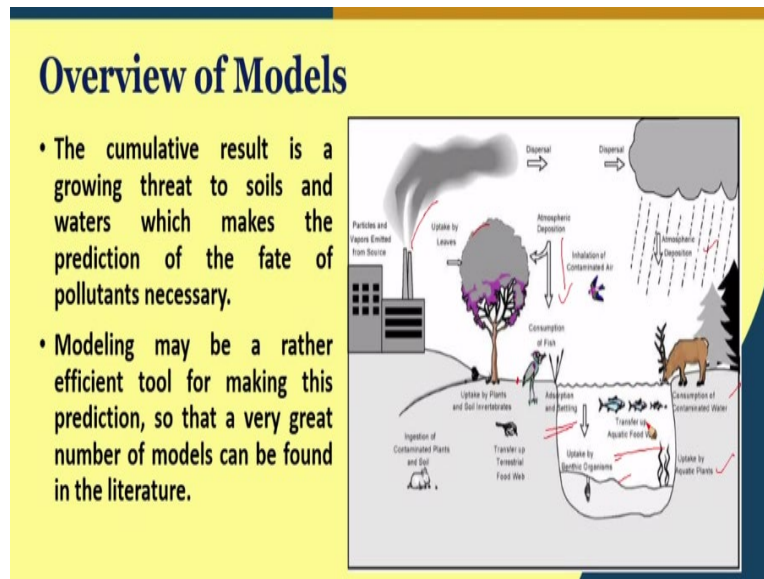 Overview of Models
• The cumulative result is a
growing threat to soils and
waters which makes the
prediction of the fate of
pollutants necessary.
• Modeling may be a rather
efficient tool for making this
prediction, so that a very great
number of models can be found
in the literature.
Dispersal
Dispersal
Particles and
Vapors Emitted
from Source
Uptake by
Leaves
Atmospheric
Deposition
Inhalation of
Contaminated Air
Atmospheric
Deposition
Consumption
of Fish
Uptake by Plants
and Soil Invertebrates
Adsorption
and Settling
Consumption of
Contaminated Water
Transfer up
Aquatic Food
Ingestion of
Contaminated Plants
and Soil
Transfer up
Terrestrial
Food Web
Uptake by
Benthic Organisms
Uptake by
Aquatic Plants